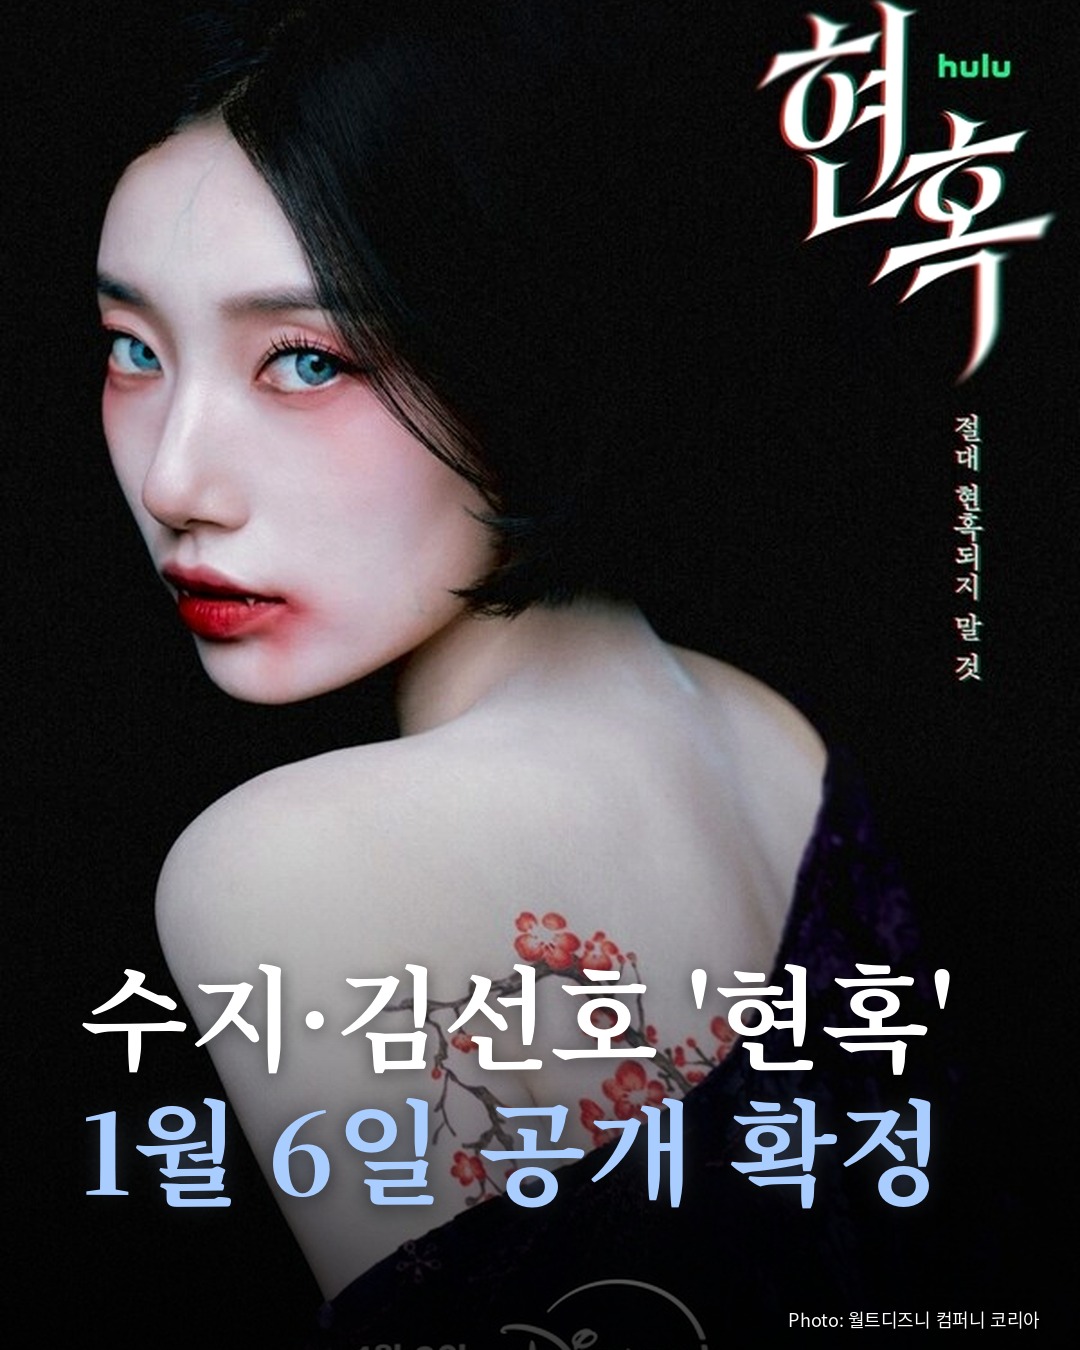 현혹
hulu
절대 현혹되지 말 것
수지·김선호 '현혹'
1월 6일 공개 확정
Photo: 월트디즈니 컴퍼니 코리아